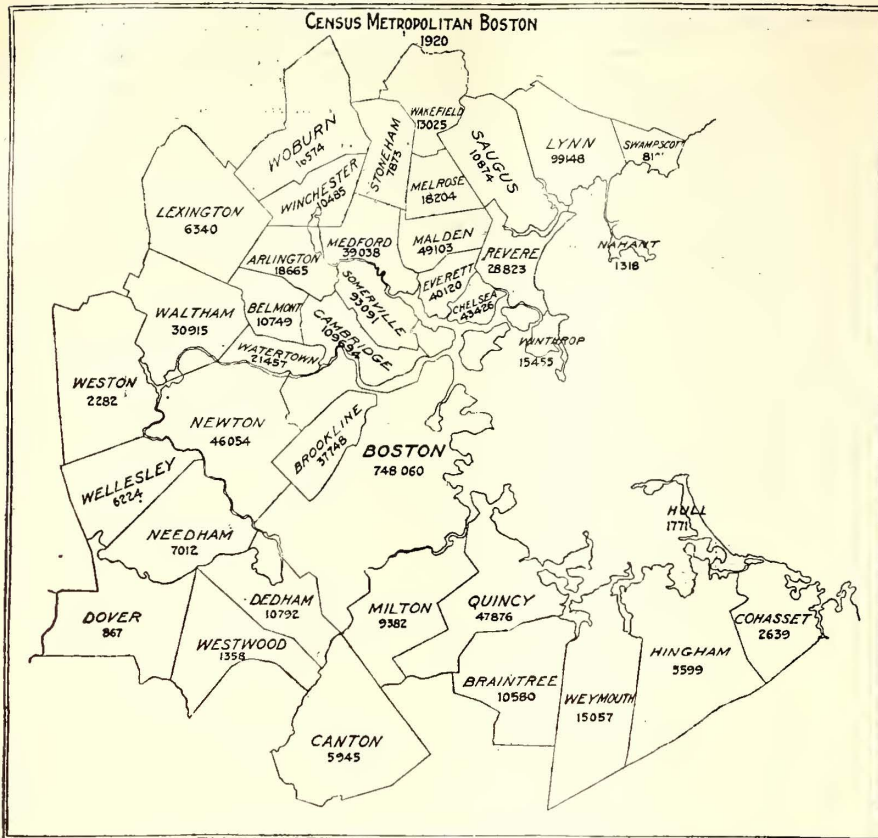 CENSUS METROPOLITAN BOSTON
1920
WAKEFIELD
13025
WOBURN
16574
STONEHAM
7873
SAUGUS
10874
LYNN
99148
SWAMPSCOTT
WINCHESTER
10485
MELROSE
18204
LEXINGTON
6340
MEDFORD
39038
MALDEN
49103
REVERE
28823
NAHANT
1318
ARLINGTON
18665
EVERETT
40120
SOMERVILLE
93091
CHELSEA
43426
WALTHAM
30915
BELMONT
10749
CAMBRIDGE
109694
WINTHROP
15455
WATERTOWN
21457
WESTON
2282
NEWTON
46054
BROOKLINE
37748
BOSTON
748 060
WELLESLEY
6224
NEEDHAM
7012
HULL
1771
DEDHAM
10792
DOVER
867
WESTWOOD
1358
MILTON
9382
QUINCY
47876
COHASSET
2639
HINGHAM
5599
BRAINTREE
10580
WEYMOUTH
15057
CANTON
5945